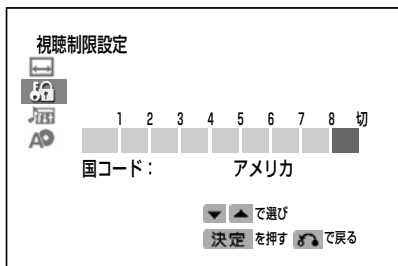 視聴制限設定
1 2 3 4 5 6 7 8 切
国コード： アメリカ
で選び
決定 を押す で戻る